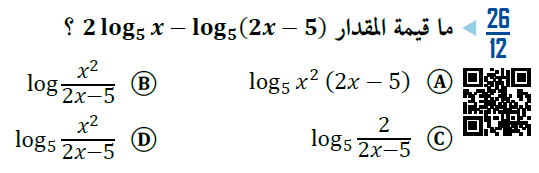 26/12 ◀ ما قيمة المقدار 2 log₅ x − log₅(2x − 5) ؟
Ⓐ log₅ x² (2x − 5)
Ⓑ log x²/(2x−5)
Ⓒ log₅ 2/(2x−5)
Ⓓ log₅ x²/(2x−5)